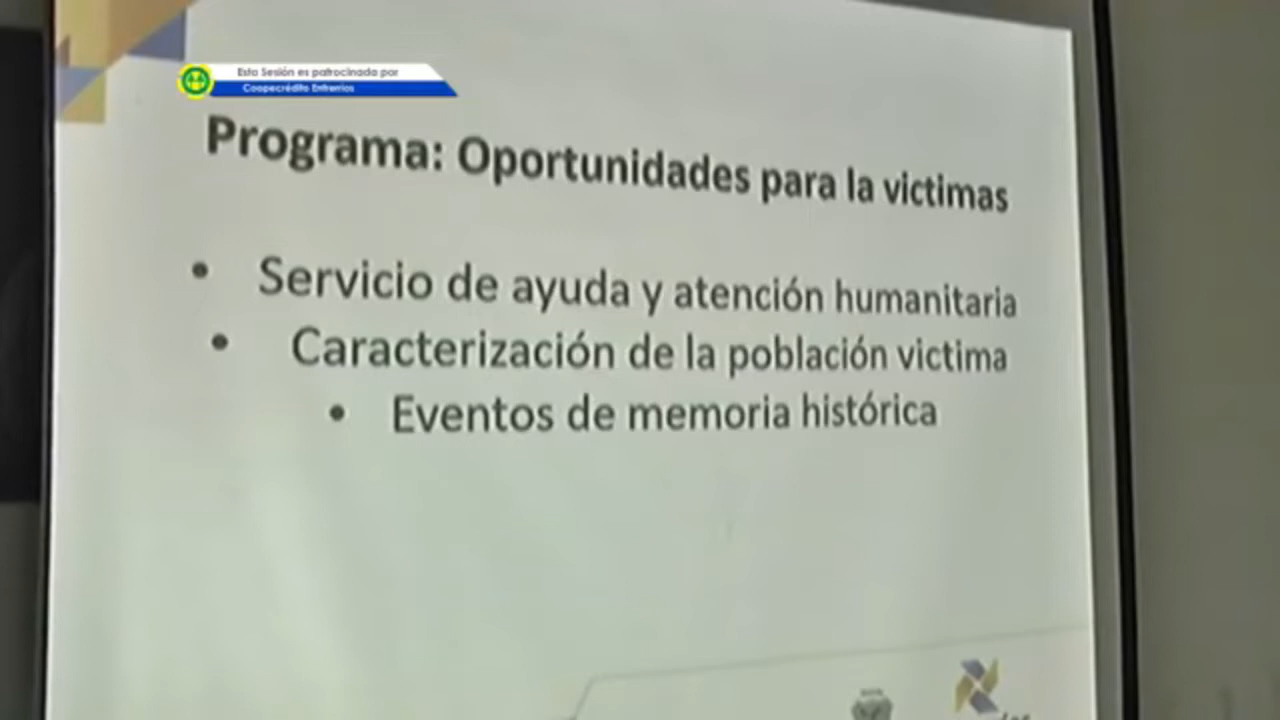 Esta Sesión es patrocinada por
Coopecrédito Entrerríos
Programa: Oportunidades para la victimas
• Servicio de ayuda y atención humanitaria
• Caracterización de la población victima
• Eventos de memoria histórica